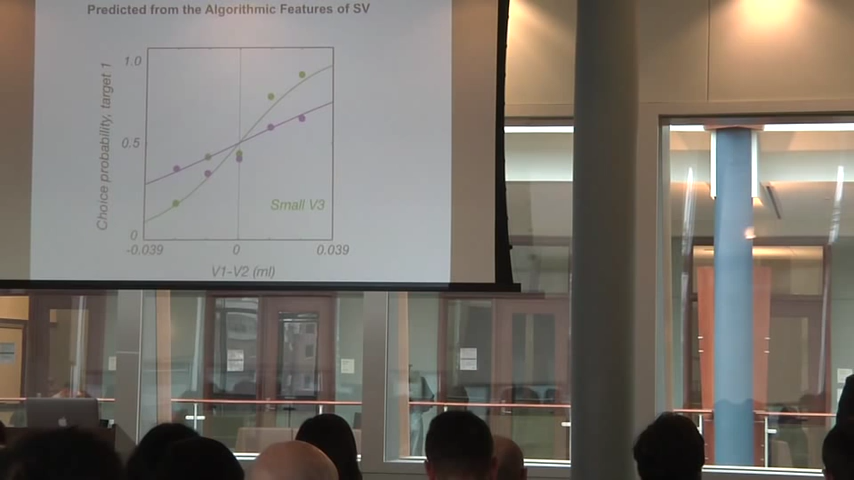 Predicted from the Algorithmic Features of SV
Choice probability, target 1
1.0
0.5
0
Small V3
-0.039
0
0.039
V1-V2 (ml)